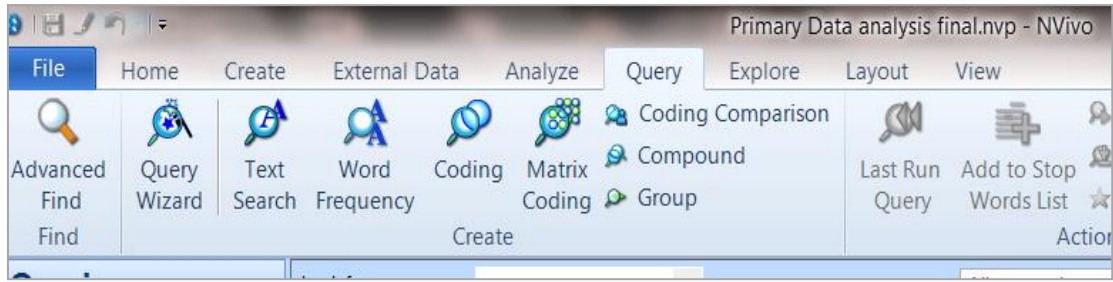 Primary Data analysis final.nvp - NVivo
File Home Create External Data Analyze Query Explore Layout View
Advanced Find
Query Wizard
Text Search
Word Frequency
Coding
Matrix Coding
Coding Comparison
Compound
Group
Last Run Query
Add to Stop Words List
Find
Create